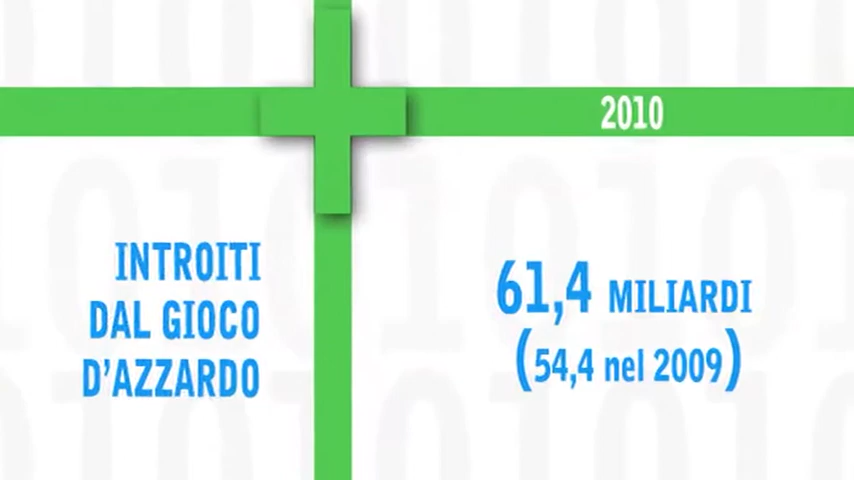 2010
INTROITI
DAL GIOCO
D'AZZARDO
61,4 MILIARDI
(54,4 nel 2009)